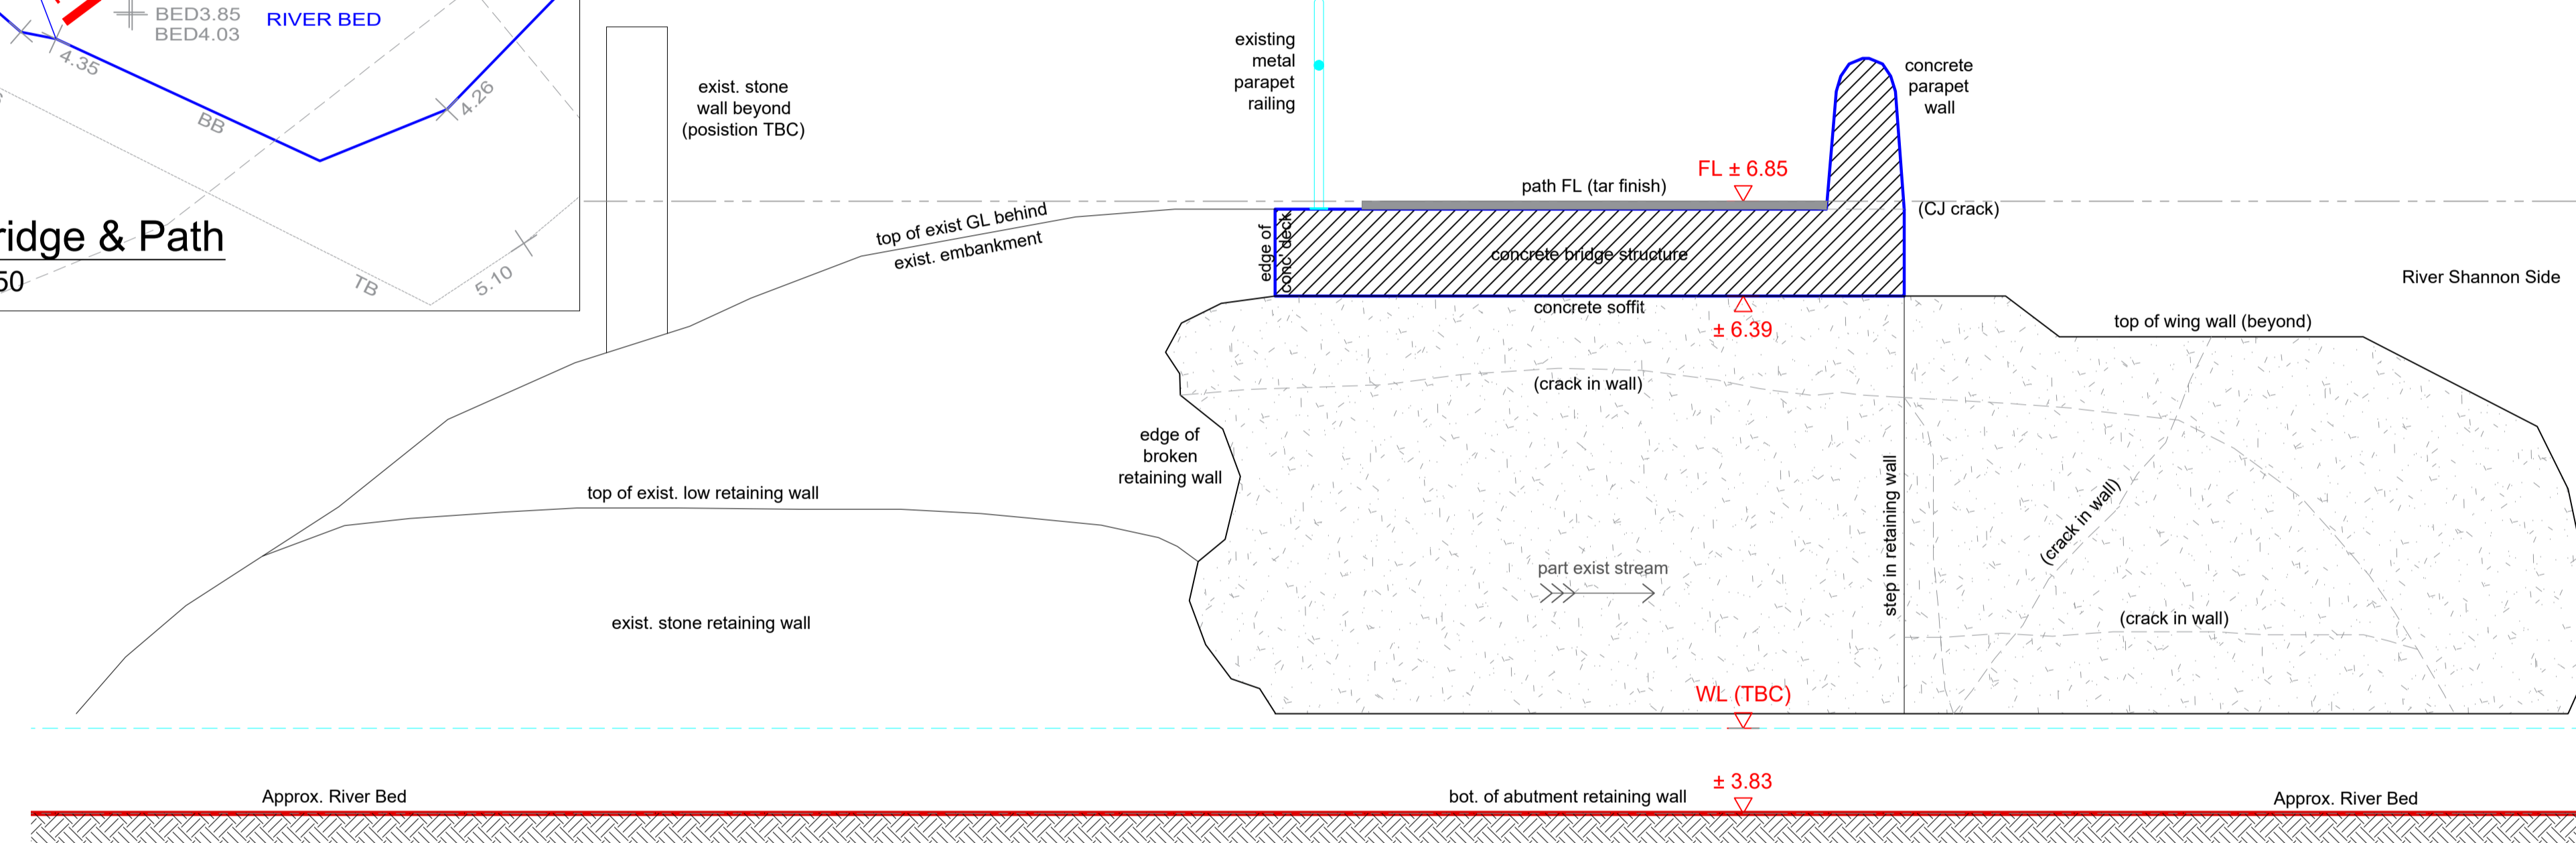 BED3.85
BED4.03
RIVER BED
4.35
BB
4.26
ridge & Path
50
TB
5.10
exist. stone
wall beyond
(posistion TBC)
existing
metal
parapet
railing
concrete
parapet
wall
FL ± 6.85
path FL (tar finish)
(CJ crack)
top of exist GL behind
exist. embankment
edge of
conc' deck
concrete bridge structure
River Shannon Side
concrete soffit
± 6.39
top of wing wall (beyond)
(crack in wall)
edge of
broken
retaining wall
top of exist. low retaining wall
step in retaining wall
(crack in wall)
part exist stream
exist. stone retaining wall
(crack in wall)
WL (TBC)
± 3.83
Approx. River Bed
bot. of abutment retaining wall
Approx. River Bed